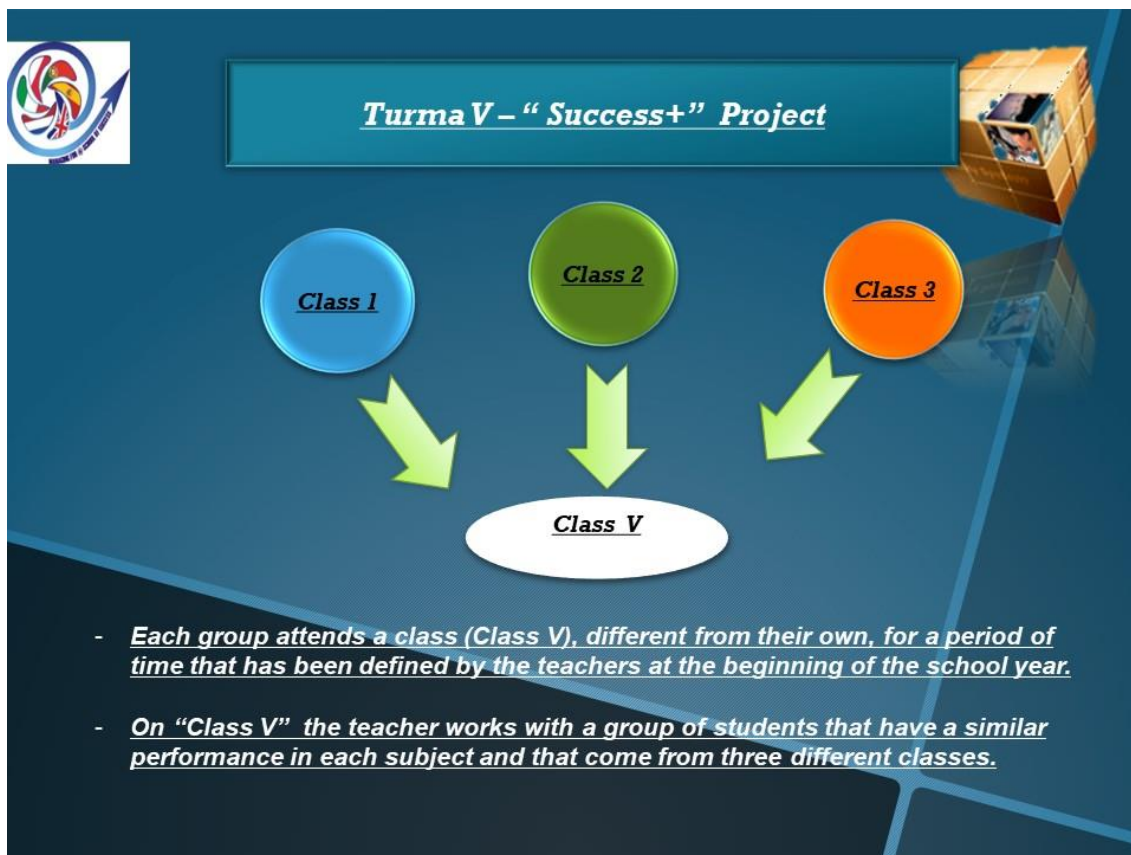 Turma V – “ Success+” Project
Class 1
Class 2
Class 3
Class V
- Each group attends a class (Class V), different from their own, for a period of
time that has been defined by the teachers at the beginning of the school year.
- On “Class V” the teacher works with a group of students that have a similar
performance in each subject and that come from three different classes.